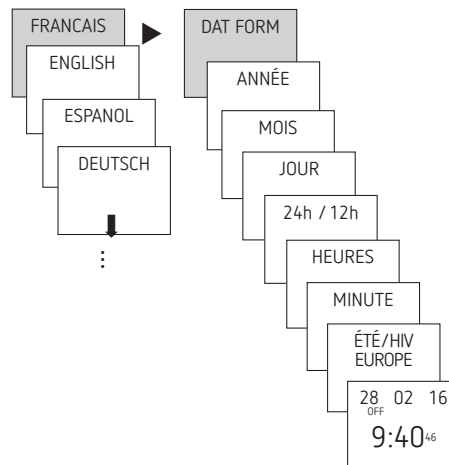 FRANCAIS
ENGLISH
ESPANOL
DEUTSCH
DAT FORM
ANNÉE
MOIS
JOUR
24h / 12h
HEURES
MINUTE
ÉTÉ/HIV
EUROPE
28 02 16
OFF
9:40 46